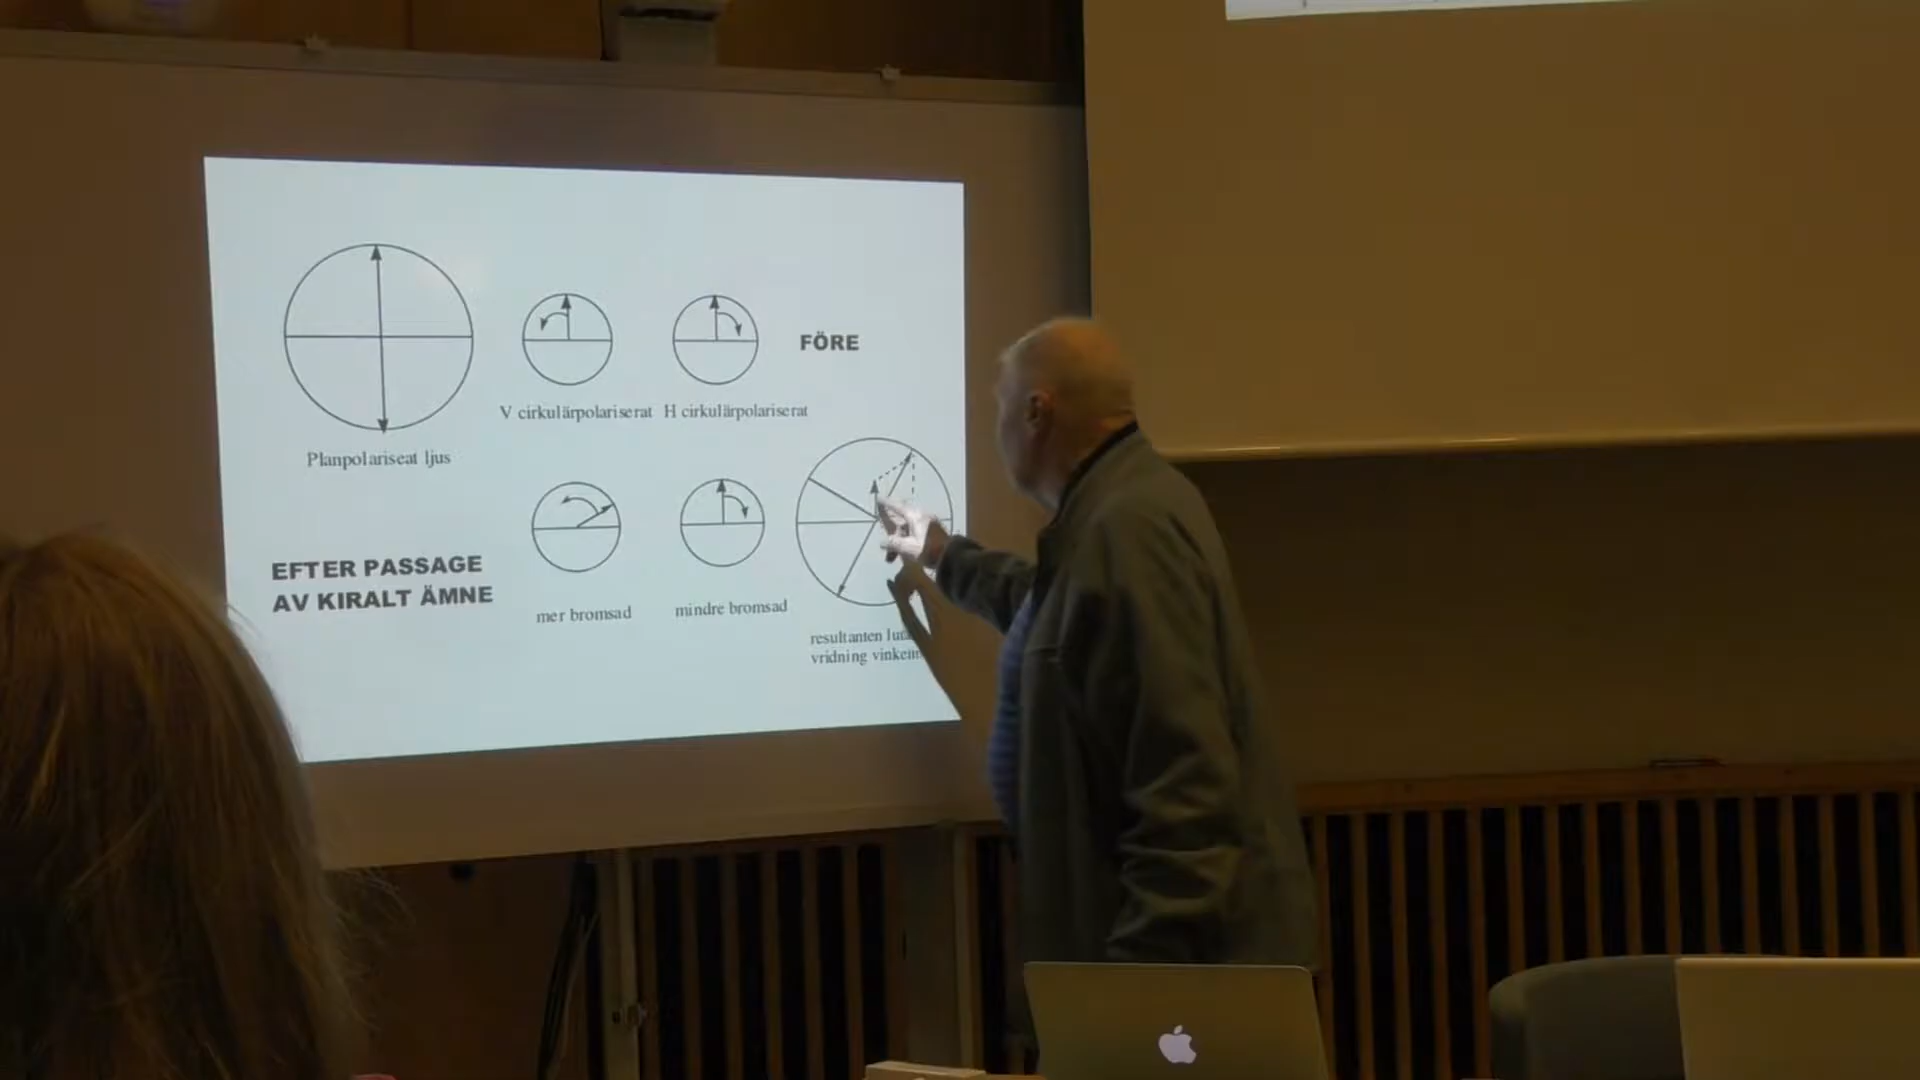 FÖRE
V cirkulärpolariserat H cirkulärpolariserat
Planpolariseat ljus
EFTER PASSAGE
AV KIRALT ÄMNE
mer bromsad
mindre bromsad
resultanten
vridning